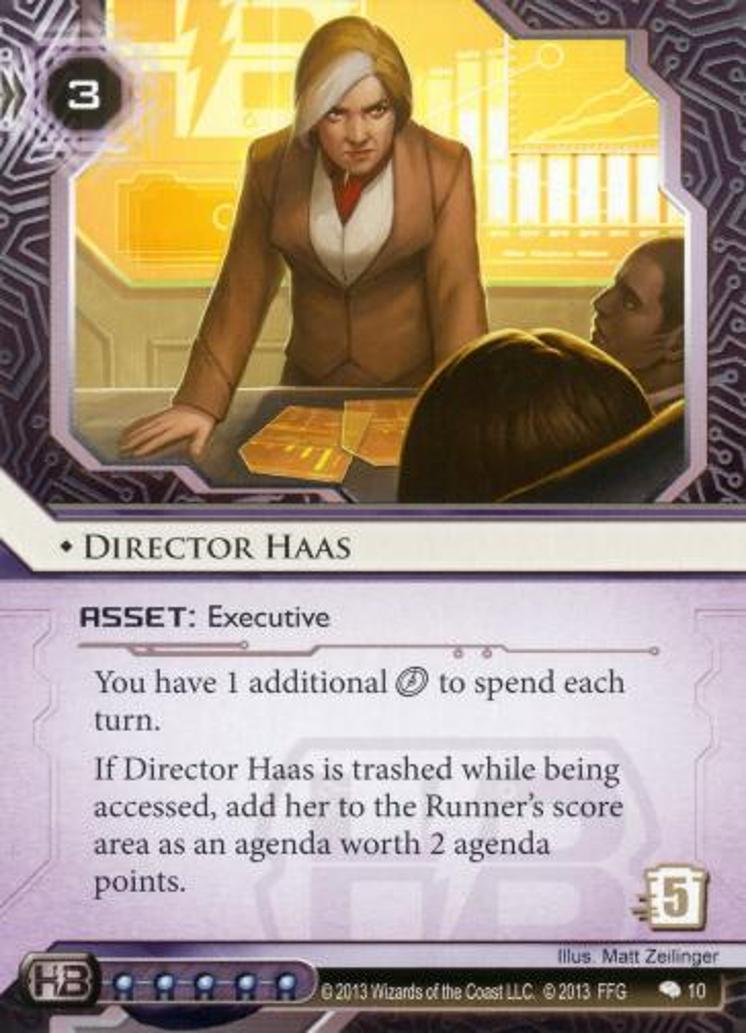 HB
3
Director Haas
ASSET: Executive
You have 1 additional to spend each
turn.
If Director Haas is trashed while being
accessed, add her to the Runner's score
area as an agenda worth 2 agenda
points.
5
Illus. Matt Zeilinger
HB
© 2013 Wizards of the Coast LLC. © 2013 FFG 10